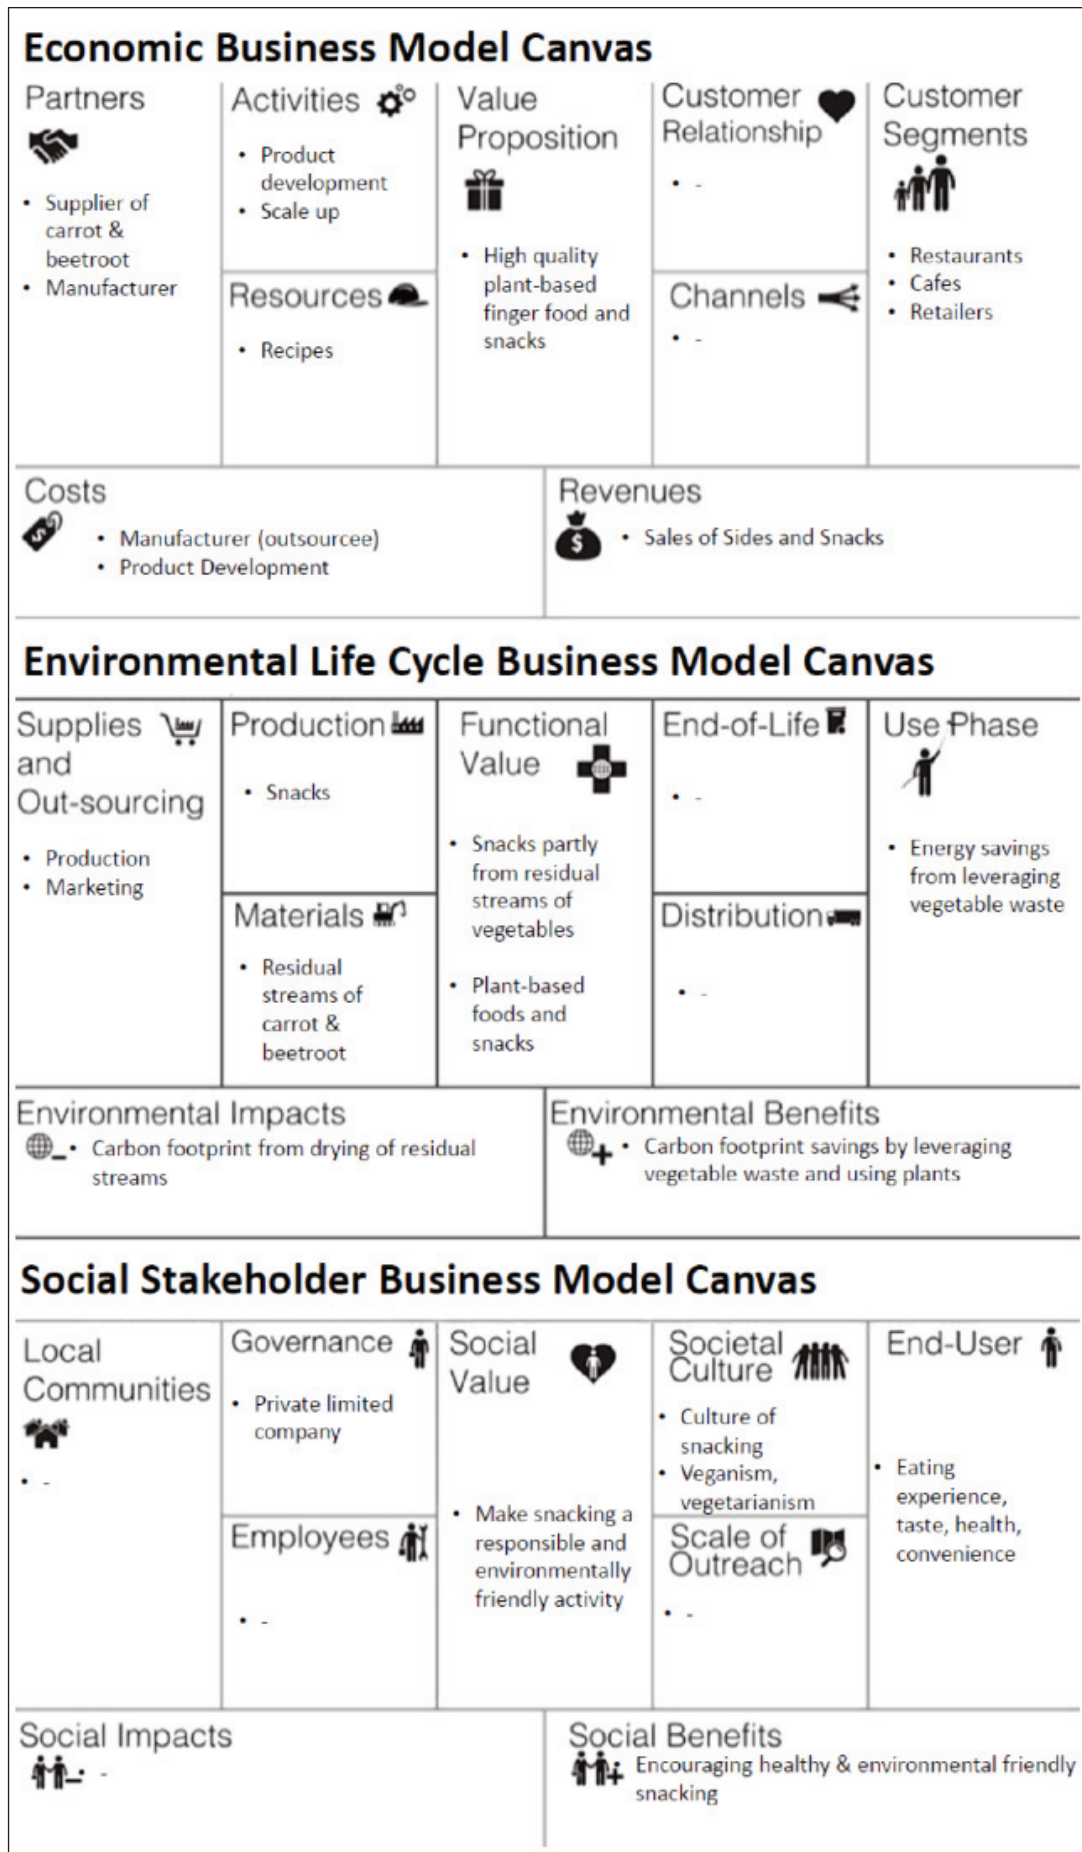 Economic Business Model Canvas
Partners
• Supplier of
carrot &
beetroot
• Manufacturer
Activities
• Product
development
• Scale up
Resources
• Recipes
Value
Proposition
• High quality
plant-based
finger food and
snacks
Customer
Relationship
• -
Channels
• -
Customer
Segments
• Restaurants
• Cafes
• Retailers
Costs
• Manufacturer (outsourcee)
• Product Development
Revenues
$
• Sales of Sides and Snacks
Environmental Life Cycle Business Model Canvas
Supplies
and
Out-sourcing
• Production
• Marketing
Production
• Snacks
Materials
• Residual
streams of
carrot &
beetroot
Functional
Value
• Snacks partly
from residual
streams of
vegetables
• Plant-based
foods and
snacks
End-of-Life
• -
Distribution
• -
Use Phase
• Energy savings
from leveraging
vegetable waste
Environmental Impacts
• Carbon footprint from drying of residual
streams
Environmental Benefits
• Carbon footprint savings by leveraging
vegetable waste and using plants
Social Stakeholder Business Model Canvas
Local
Communities
• -
Governance
• Private limited
company
Employees
• -
Social
Value
• Make snacking a
responsible and
environmentally
friendly activity
Societal
Culture
• Culture of
snacking
• Veganism,
vegetarianism
Scale of
Outreach
• -
End-User
• Eating
experience,
taste, health,
convenience
Social Impacts
• -
Social Benefits
• Encouraging healthy & environmental friendly
snacking